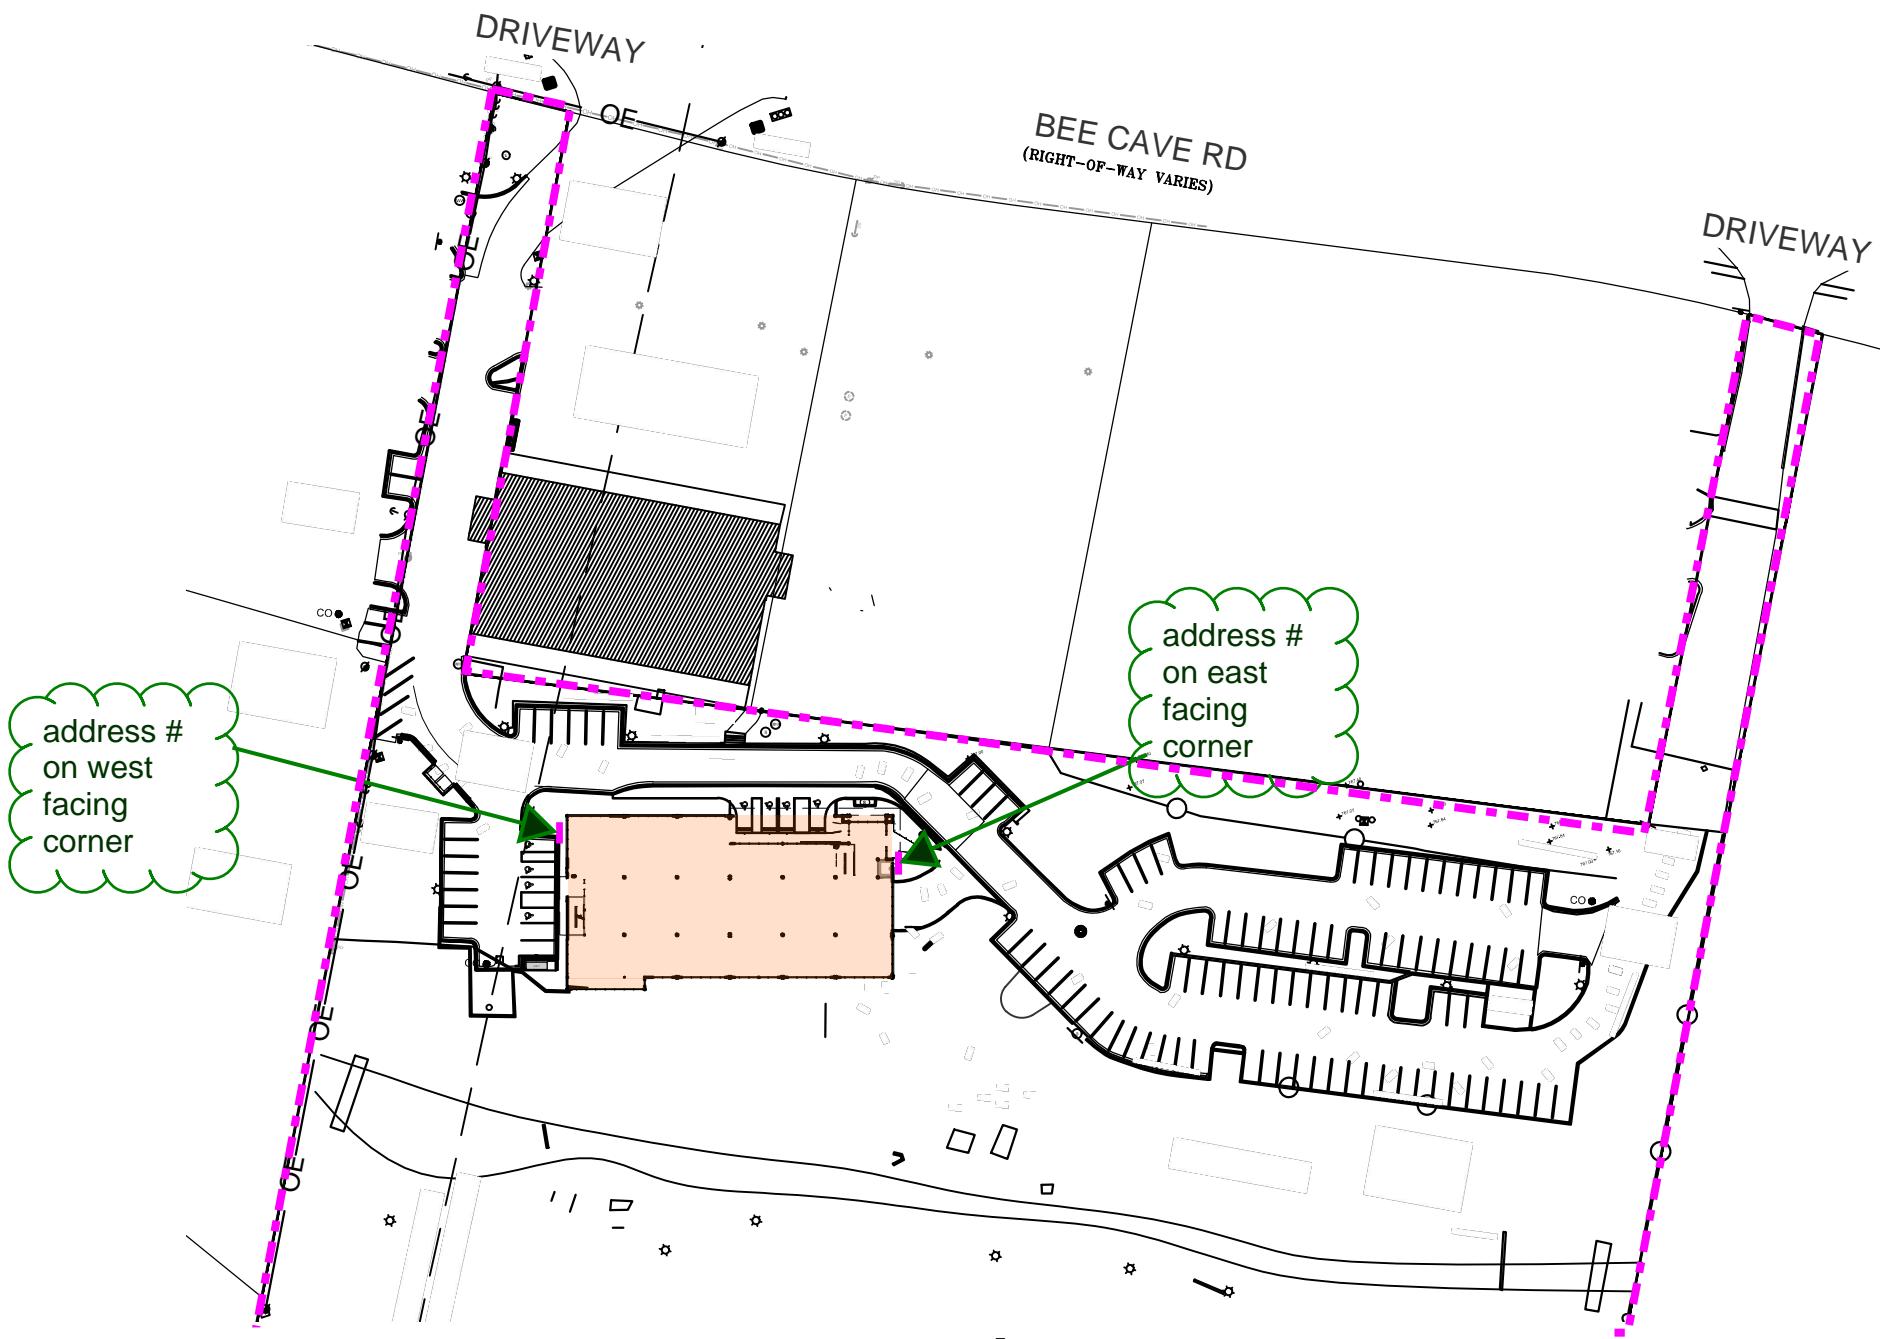 DRIVEWAY
OE
BEE CAVE RD
(RIGHT-OF-WAY VARIES)
DRIVEWAY
OE
OE
CO
OE
address #
on east
facing
corner
address #
on west
facing
corner
OE
CO
OE
OE